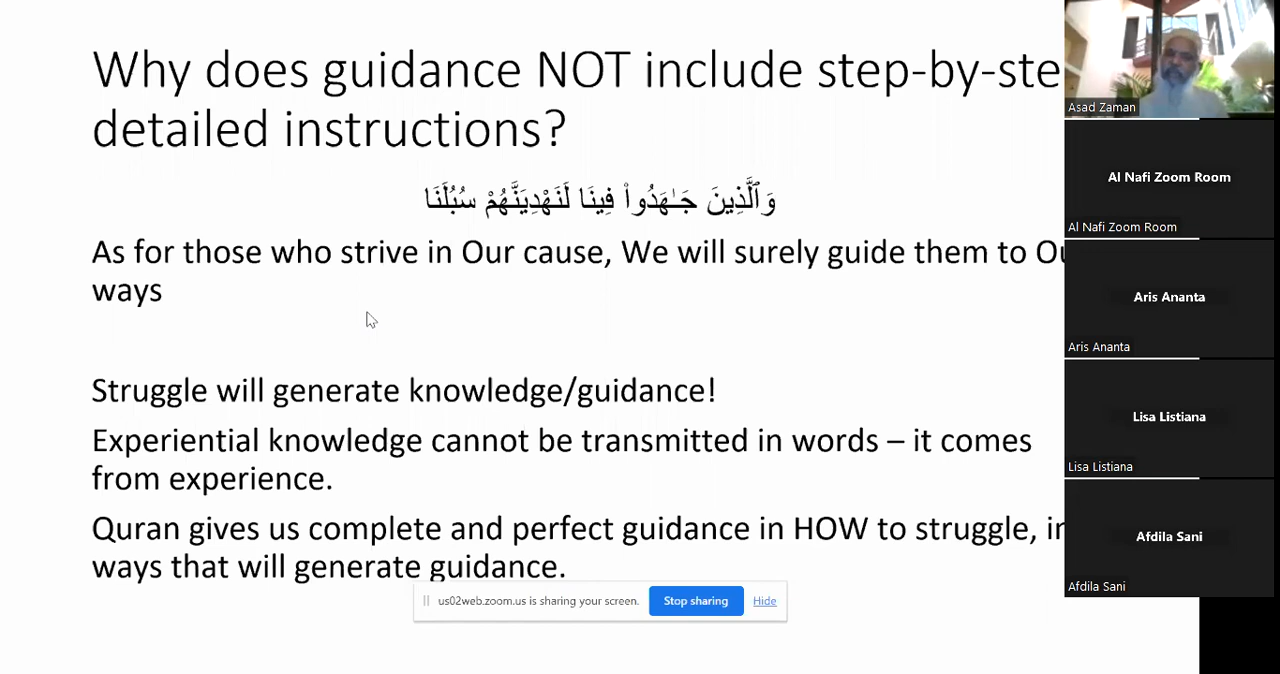 Why does guidance NOT include step-by-ste
detailed instructions?
وَٱلَّذِينَ جَـٰهَدُوا۟ فِينَا لَنَهْدِيَنَّهُمْ سُبُلَنَا
As for those who strive in Our cause, We will surely guide them to Ou
ways
Struggle will generate knowledge/guidance!
Experiential knowledge cannot be transmitted in words – it comes
from experience.
Quran gives us complete and perfect guidance in HOW to struggle, in
ways that will generate guidance.
us02web.zoom.us is sharing your screen. Stop sharing Hide
Asad Zaman
Al Nafi Zoom Room
Al Nafi Zoom Room
Aris Ananta
Aris Ananta
Lisa Listiana
Lisa Listiana
Afdila Sani
Afdila Sani